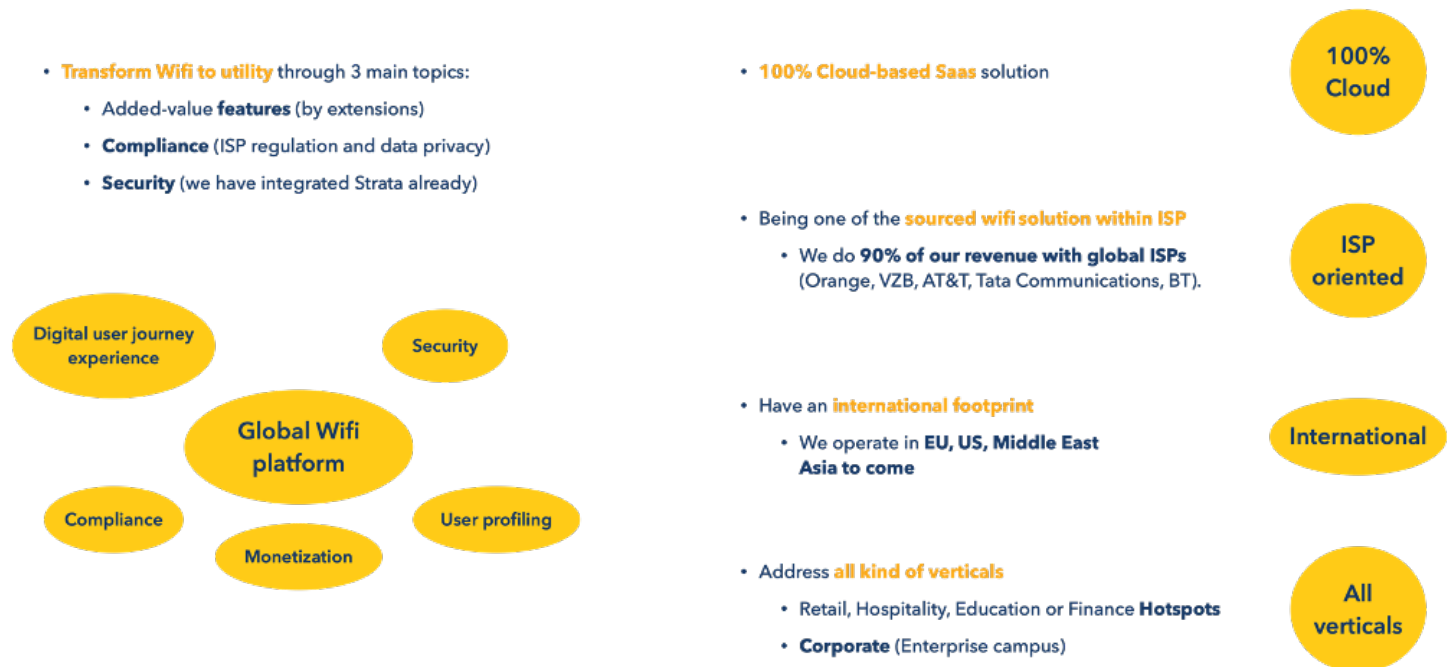 • Transform Wifi to utility through 3 main topics:
• Added-value features (by extensions)
• Compliance (ISP regulation and data privacy)
• Security (we have integrated Strata already)
Digital user journey
experience
Security
Global Wifi
platform
Compliance
User profiling
Monetization
• 100% Cloud-based Saas solution
100%
Cloud
• Being one of the sourced wifi solution within ISP
• We do 90% of our revenue with global ISPs
(Orange, VZB, AT&T, Tata Communications, BT).
ISP
oriented
• Have an international footprint
• We operate in EU, US, Middle East
Asia to come
International
• Address all kind of verticals
• Retail, Hospitality, Education or Finance Hotspots
• Corporate (Enterprise campus)
All
verticals